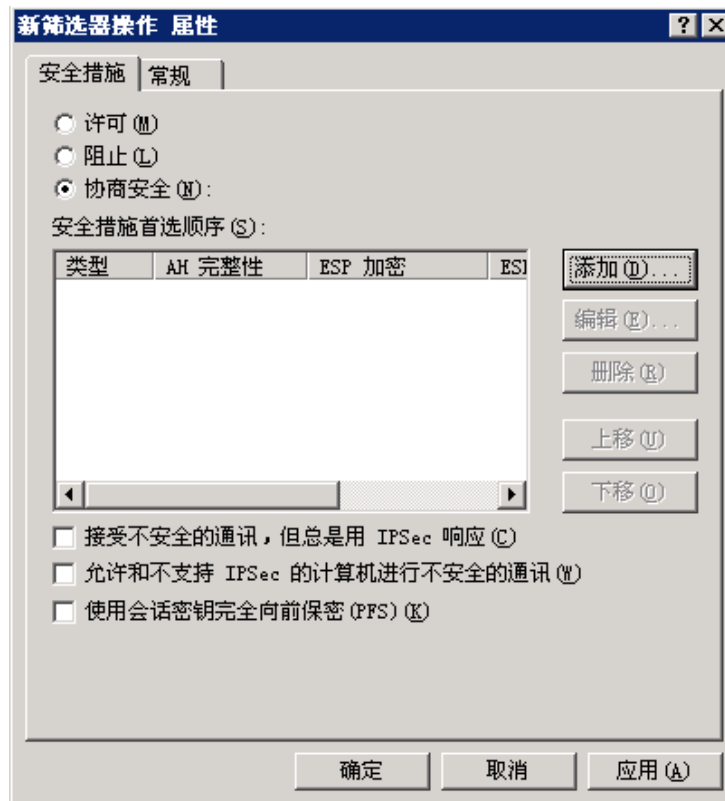 新筛选器操作 属性
安全措施 常规
许可(M)
阻止(L)
协商安全(N):
安全措施首选顺序(S):
类型 AH 完整性 ESP 加密 ESI
添加(D)...
编辑(E)...
删除(R)
上移(U)
下移(O)
接受不安全的通讯，但总是用 IPSec 响应(C)
允许和不支持 IPSec 的计算机进行不安全的通讯(W)
使用会话密钥完全向前保密(PFS)(K)
确定 取消 应用(A)